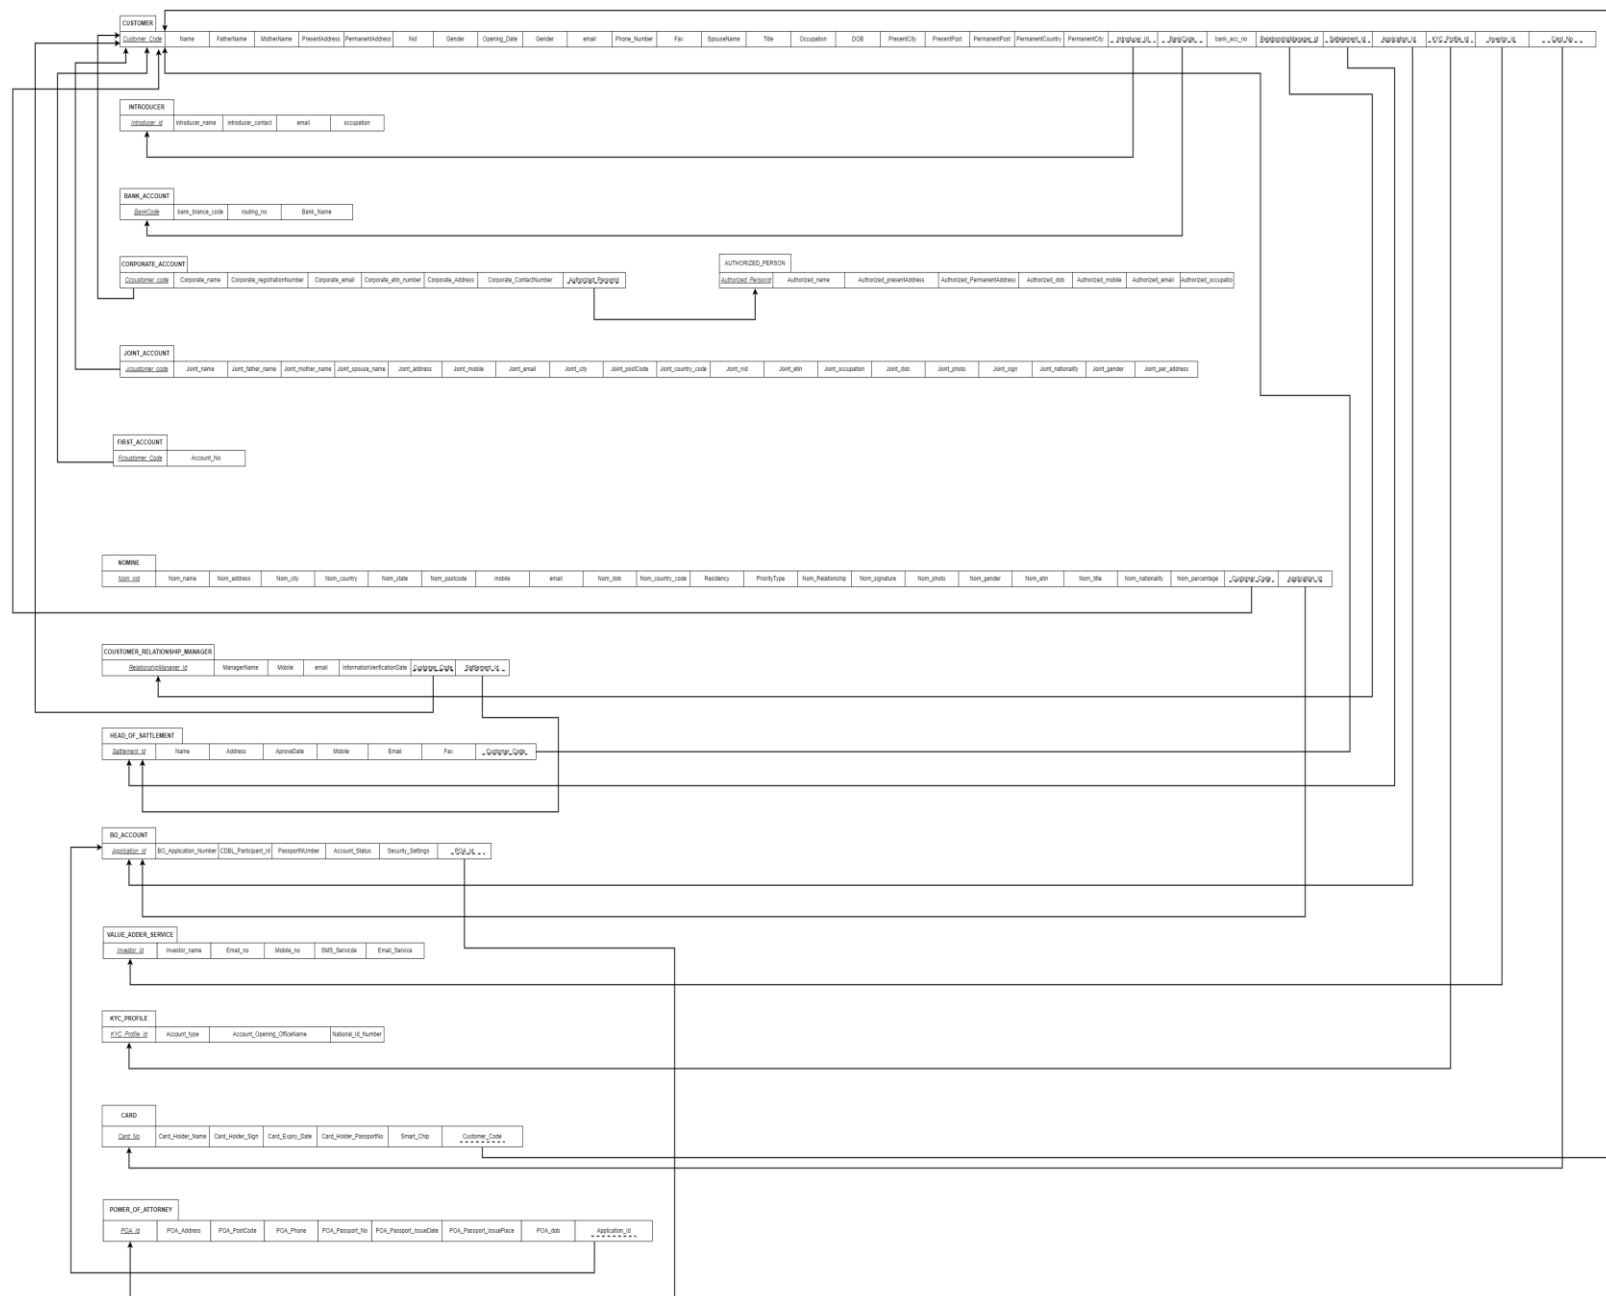 CUSTOMER
Customer_Code Name FatherName MotherName PresentAddress PermanentAddress Nid Gender Opening_Date Gender email Phone_Number Fax SpouseName Title Occupation DOB PresentCity PresentPost PermanentPost PermanentCountry PermanentCity Introducer_Id BankCode bank_acc_no RelationshipManager_Id Sattelement_Id Application_Id KYC_Profile_Id Investor_Id Card_No
INTRODUCER
Introducer_id introducer_name introducer_contact email occupation
BANK_ACCOUNT
BankCode bank_brance_code routing_no Bank_Name
CORPORATE_ACCOUNT AUTHORIZED_PERSON
Ccoustomer_code Corporate_name Corporate_registrationNumber Corporate_email Corporate_etin_number Corporate_Address Corporate_ContactNumber Authorized_PersonId Authorized_PersonId Authorized_name Authorized_presentAddress Authorized_PermanentAddress Authorized_dob Authorized_mobile Authorized_email Authorized_occupatio
JOINT_ACCOUNT
Jcoustomer_code Joint_name Joint_father_name Joint_mother_name Joint_spouse_name Joint_address Joint_mobile Joint_email Joint_city Joint_postCode Joint_country_code Joint_nid Joint_etin Joint_occupation Joint_dob Joint_photo Joint_sign Joint_nationality Joint_gender Joint_per_address
FIRST_ACCOUNT
Fcoustomer_Code Account_No
NOMINE
Nom_nid Nom_name Nom_address Nom_city Nom_country Nom_state Nom_postcode mobile email Nom_dob Nom_country_code Residency PriorityType Nom_Relationship Nom_signature Nom_photo Nom_gender Nom_etin Nom_title Nom_nationality Nom_percentage Customer_Code Application_Id
COUSTOMER_RELATIONSHIP_MANAGER
RelationshipManager_Id ManagerName Mobile email InformationVerificationDate Customer_Code Sattlement_Id
HEAD_OF_SATTLEMENT
Sattlement_Id Name Address AproveDate Mobile Email Fax Customer_Code
BO_ACCOUNT
Application_Id BO_Application_Number CDBL_Participant_Id PassportNUmber Account_Status Security_Settings POA_Id
VALUE_ADDER_SERVICE
Investor_Id Investor_name Email_no Mobile_no SMS_Servicde Email_Service
KYC_PROFILE
KYC_Profile_Id Account_type Account_Opening_OfficeName National_Id_Number
CARD
Card_No Card_Holder_Name Card_Holder_Sign Card_Expiry_Date Card_Holder_PassportNo Smart_Chip Customer_Code
POWER_OF_ATTORNEY
POA_Id POA_Address POA_PostCode POA_Phone POA_Passport_No POA_Passport_IssueDate POA_Passport_IssuePlace POA_dob Application_Id